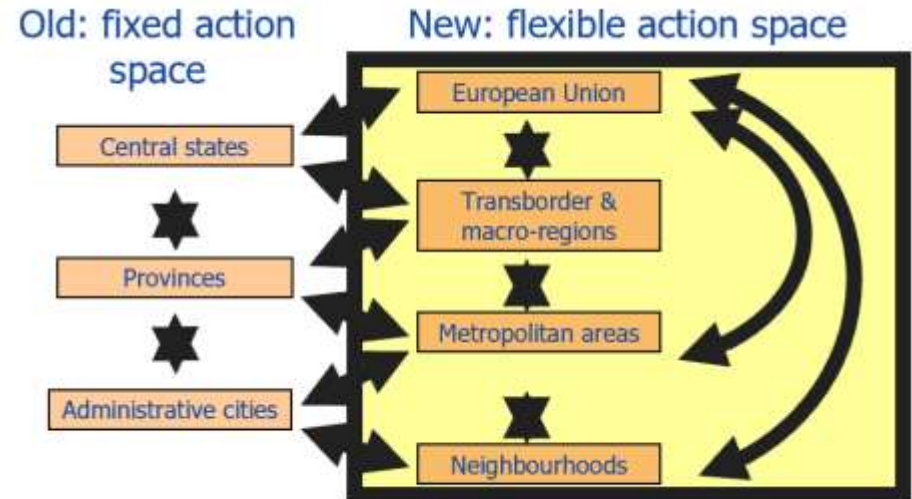 Old: fixed action
space
New: flexible action space
Central states
Provinces
Administrative cities
European Union
Transborder &
macro-regions
Metropolitan areas
Neighbourhoods